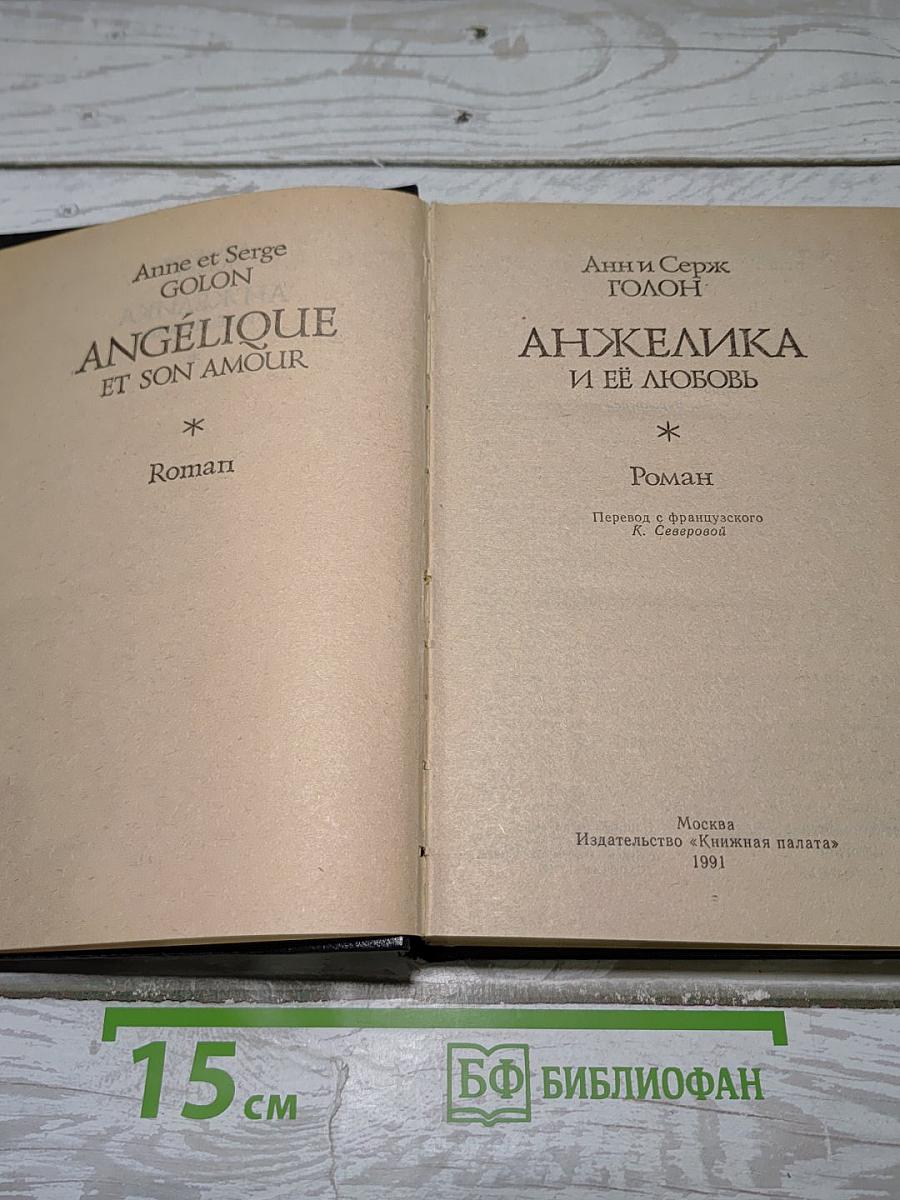 Anne et Serge
GOLON
ANGÉLIQUE
ET SON AMOUR
*
Roman
Анн и Серж
ГОЛОН
АНЖЕЛИКА
И ЕЁ ЛЮБОВЬ
*
Роман
Перевод с французского
К. Северовой
Москва
Издательство «Книжная палата»
1991
15 см
БФ БИБЛИОФАН